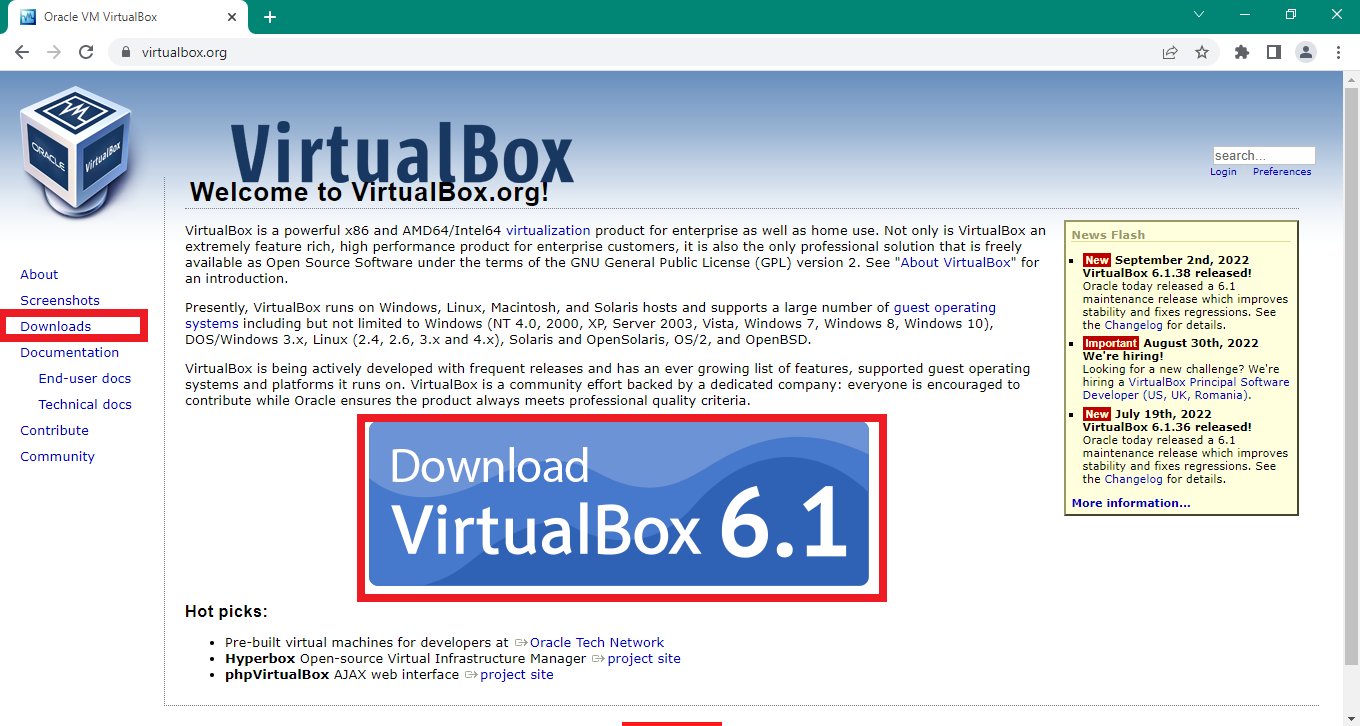 Oracle VM VirtualBox
virtualbox.org
ORACLE
VirtualBox
VirtualBox
search...
Login Preferences
Welcome to VirtualBox.org!
About
Screenshots
Downloads
Documentation
End-user docs
Technical docs
Contribute
Community
VirtualBox is a powerful x86 and AMD64/Intel64 virtualization product for enterprise as well as home use. Not only is VirtualBox an
extremely feature rich, high performance product for enterprise customers, it is also the only professional solution that is freely
available as Open Source Software under the terms of the GNU General Public License (GPL) version 2. See "About VirtualBox" for
an introduction.
Presently, VirtualBox runs on Windows, Linux, Macintosh, and Solaris hosts and supports a large number of guest operating
systems including but not limited to Windows (NT 4.0, 2000, XP, Server 2003, Vista, Windows 7, Windows 8, Windows 10),
DOS/Windows 3.x, Linux (2.4, 2.6, 3.x and 4.x), Solaris and OpenSolaris, OS/2, and OpenBSD.
VirtualBox is being actively developed with frequent releases and has an ever growing list of features, supported guest operating
systems and platforms it runs on. VirtualBox is a community effort backed by a dedicated company: everyone is encouraged to
contribute while Oracle ensures the product always meets professional quality criteria.
Download
VirtualBox 6.1
Hot picks:
Pre-built virtual machines for developers at Oracle Tech Network
Hyperbox Open-source Virtual Infrastructure Manager project site
phpVirtualBox AJAX web interface project site
News Flash
New September 2nd, 2022
VirtualBox 6.1.38 released!
Oracle today released a 6.1
maintenance release which improves
stability and fixes regressions. See
the Changelog for details.
Important August 30th, 2022
We're hiring!
Looking for a new challenge? We're
hiring a VirtualBox Principal Software
Developer (US, UK, Romania).
New July 19th, 2022
VirtualBox 6.1.36 released!
Oracle today released a 6.1
maintenance release which improves
stability and fixes regressions. See
the Changelog for details.
More information...